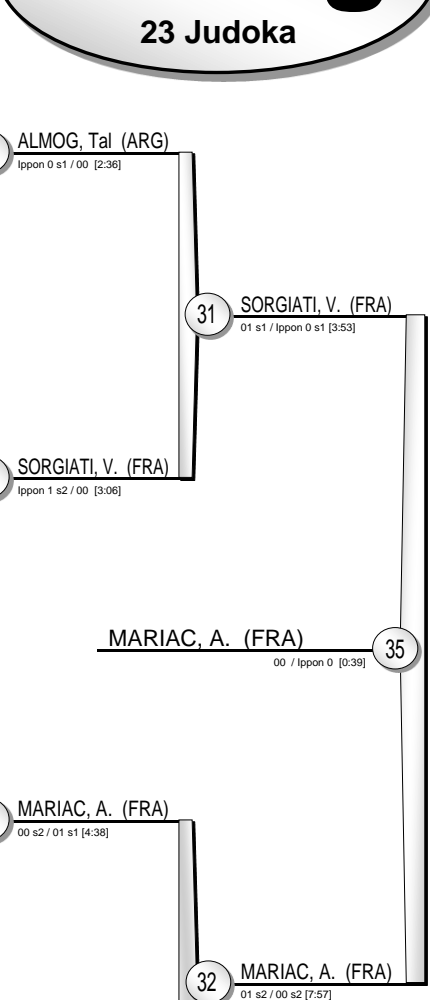 23 Judoka
ALMOG, Tal (ARG)
Ippon 0 s1 / 00 [2:36]
31
SORGIATI, V. (FRA)
01 s1 / Ippon 0 s1 [3:53]
SORGIATI, V. (FRA)
Ippon 1 s2 / 00 [3:06]
MARIAC, A. (FRA)
35
00 / Ippon 0 [0:39]
MARIAC, A. (FRA)
00 s2 / 01 s1 [4:38]
32
MARIAC, A. (FRA)
01 s2 / 00 s2 [7:57]